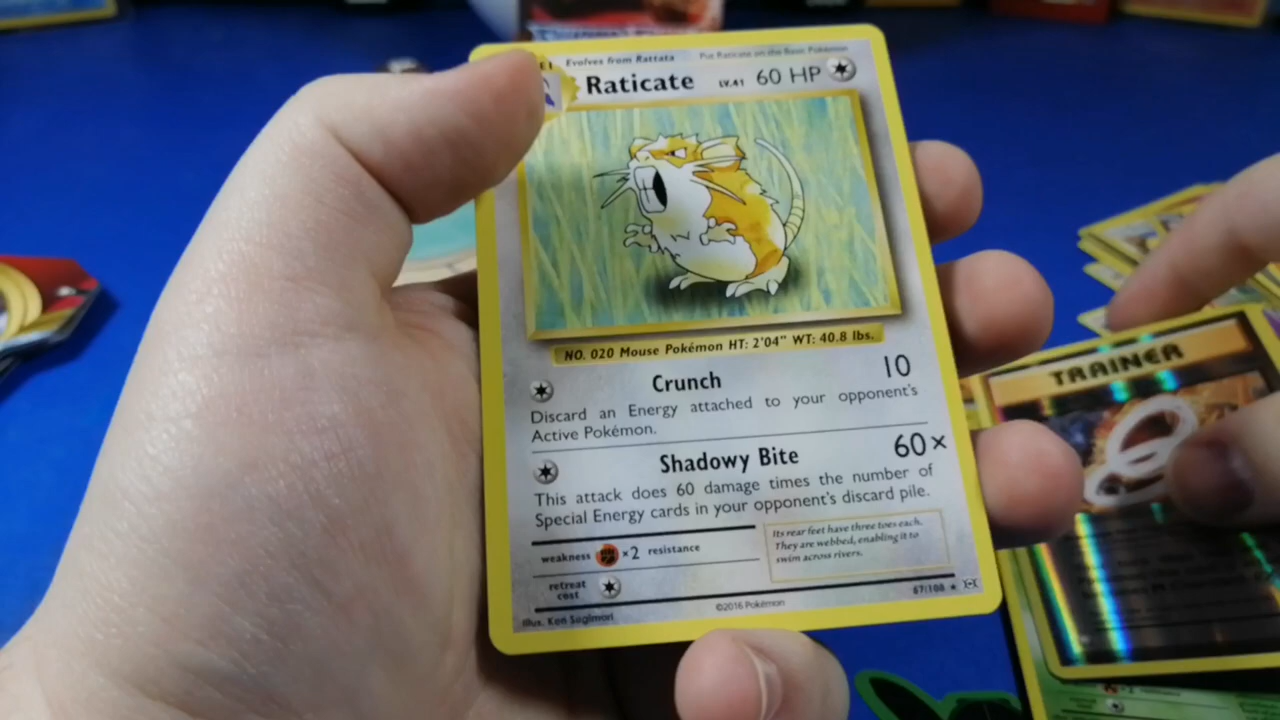 Evolves from Rattata
Put Raticate on the Basic Pokémon
Raticate LV.41 60 HP
NO. 020 Mouse Pokémon HT: 2'04" WT: 40.8 lbs.
Crunch 10
Discard an Energy attached to your opponent's
Active Pokémon.
Shadowy Bite 60×
This attack does 60 damage times the number of
Special Energy cards in your opponent's discard pile.
weakness ×2 resistance
Its rear feet have three toes each.
They are webbed, enabling it to
swim across rivers.
retreat
cost
Illus. Ken Sugimori
©2016 Pokémon
67/108
TRAINER